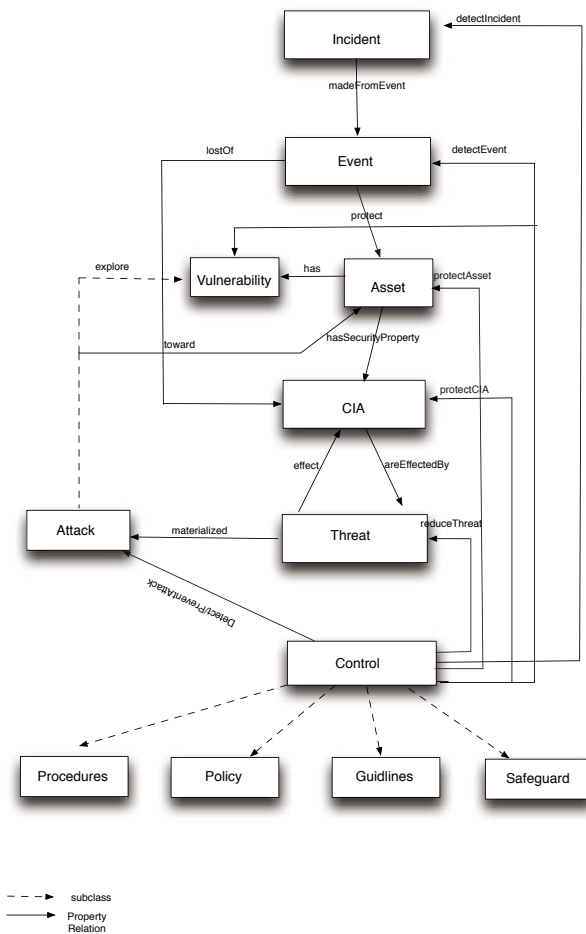 detectIncident
Incident
madeFromEvent
lostOf
Event
detectEvent
protect
explore
Vulnerability
has
Asset
protectAsset
toward
hasSecurityProperty
CIA
protectCIA
effect
areEffectedBy
Attack
materialized
Threat
reduceThreat
Detect/PreventAttack
Control
Procedures
Policy
Guidlines
Safeguard
subclass
Property
Relation